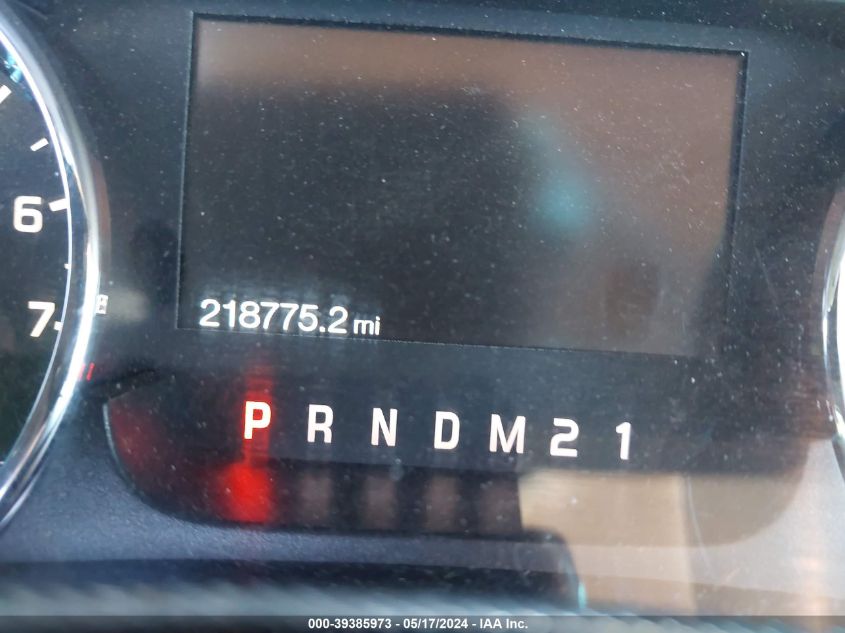 6
7
218775.2 mi
P R N D M 2 1
000-39385973 - 05/17/2024 - IAA Inc.